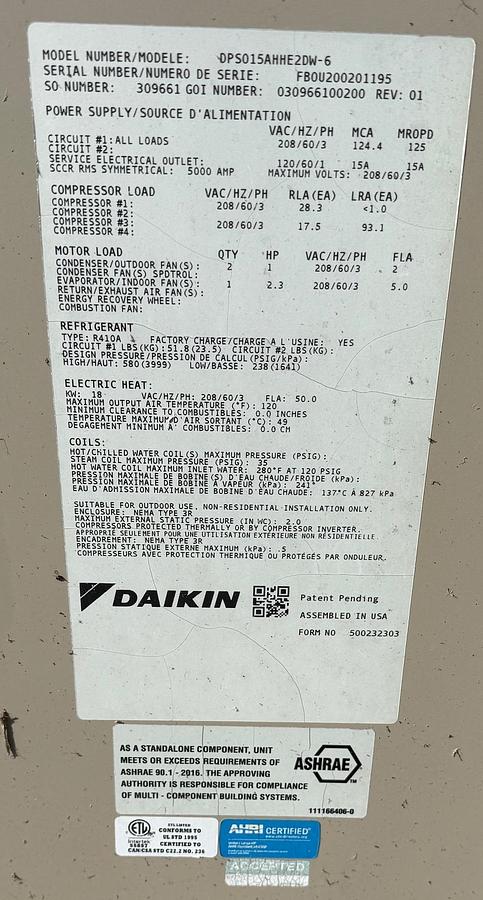 MODEL NUMBER/MODELE: DPS015AHHE2DW-6
SERIAL NUMBER/NUMERO DE SERIE: FBOU200201195
SO NUMBER: 309661 GOI NUMBER: 030966100200 REV: 01
POWER SUPPLY/SOURCE D'ALIMENTATION
VAC/HZ/PH MCA MROPD
CIRCUIT #1: ALL LOADS 208/60/3 124.4 125
CIRCUIT #2:
SERVICE ELECTRICAL OUTLET: 120/60/1 15A 15A
SCCR RMS SYMMETRICAL: 5000 AMP MAXIMUM VOLTS: 208/60/3
COMPRESSOR LOAD VAC/HZ/PH RLA(EA) LRA(EA)
COMPRESSOR #1: 208/60/3 28.3 <1.0
COMPRESSOR #2:
COMPRESSOR #3: 208/60/3 17.5 93.1
COMPRESSOR #4:
MOTOR LOAD QTY HP VAC/HZ/PH FLA
CONDENSER/OUTDOOR FAN(S): 2 1 208/60/3 2
CONDENSER FAN(S) SPDTROL:
EVAPORATOR/INDOOR FAN(S): 1 2.3 208/60/3 5.0
RETURN/EXHAUST AIR FAN(S):
ENERGY RECOVERY WHEEL:
COMBUSTION FAN:
REFRIGERANT
TYPE: R410A FACTORY CHARGE/CHARGE A L'USINE: YES
CIRCUIT #1 LBS(KG): 51.8(23.5) CIRCUIT #2 LBS(KG):
DESIGN PRESSURE/PRESSION DE CALCUL(PSIG/KPA):
HIGH/HAUT: 580(3999) LOW/BASSE: 238(1641)
ELECTRIC HEAT:
KW: 18 VAC/HZ/PH: 208/60/3 FLA: 50.0
MAXIMUM OUTPUT AIR TEMPERATURE (°F): 120
MINIMUM CLEARANCE TO COMBUSTIBLES: 0.0 INCHES
TEMPERATURE MAXIMUM D'AIR SORTANT (°C): 49
DEGAGEMENT MINIMUM A COMBUSTIBLES: 0.0 CM
COILS:
HOT/CHILLED WATER COIL(S) MAXIMUM PRESSURE (PSIG):
STEAM COIL MAXIMUM PRESSURE (PSIG): 35
HOT WATER COIL MAXIMUM INLET WATER: 280°F AT 120 PSIG
PRESSION MAXIMALE DE BOBINE(S) D'EAU CHAUDE/FROIDE (kPa):
PRESSION MAXIMALE DE BOBINE À VAPEUR (kPa): 241
EAU D'ADMISSION MAXIMALE DE BOBINE D'EAU CHAUDE: 137°C À 827 kPa
SUITABLE FOR OUTDOOR USE, NON-RESIDENTIAL INSTALLATION ONLY.
ENCLOSURE: NEMA TYPE 3R
MAXIMUM EXTERNAL STATIC PRESSURE (IN WC): 2.0
COMPRESSORS PROTECTED THERMALLY OR BY COMPRESSOR INVERTER.
APPROPRIE SEULEMENT POUR UNE UTILISATION EXTÉRIEUR NON RÉSIDENTIELLE.
ENCADREMENT: NEMA TYPE 3R
PRESSION STATIQUE EXTERNE MAXIMUM (kPa): .5
COMPRESSEURS AVEC PROTECTION THERMIQUE OU PROTÉGÉS PAR ONDULEUR.
DAIKIN
Patent Pending
ASSEMBLED IN USA
FORM NO 500232303
AS A STANDALONE COMPONENT, UNIT
MEETS OR EXCEEDS REQUIREMENTS OF
ASHRAE 90.1 - 2016. THE APPROVING
AUTHORITY IS RESPONSIBLE FOR COMPLIANCE
OF MULTI - COMPONENT BUILDING SYSTEMS.
ASHRAE
111166406-0
ETL LISTED
CONFORMS TO
UL STD 1995
CERTIFIED TO
CAN/CSA STD C22.2 NO. 236
ETL
Intertek
AHRI CERTIFIED
www.ahridirectory.org
ACCEPTED